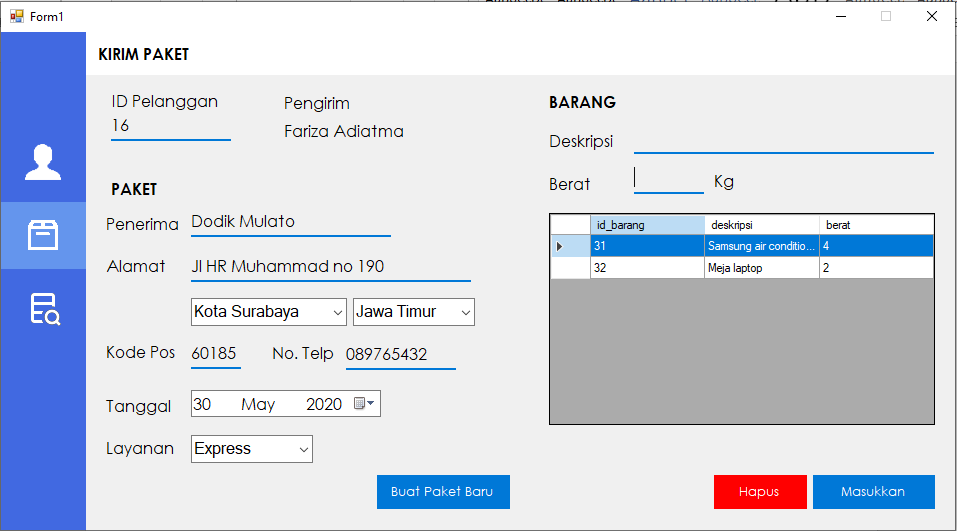 Form1
KIRIM PAKET
ID Pelanggan
16
Pengirim
Fariza Adiatma
PAKET
Penerima Dodik Mulato
Alamat Jl HR Muhammad no 190
Kota Surabaya Jawa Timur
Kode Pos 60185 No. Telp 089765432
Tanggal 30 May 2020
Layanan Express
Buat Paket Baru
BARANG
Deskripsi
Berat Kg
id_barang deskripsi berat
31 Samsung air conditio... 4
32 Meja laptop 2
Hapus Masukkan